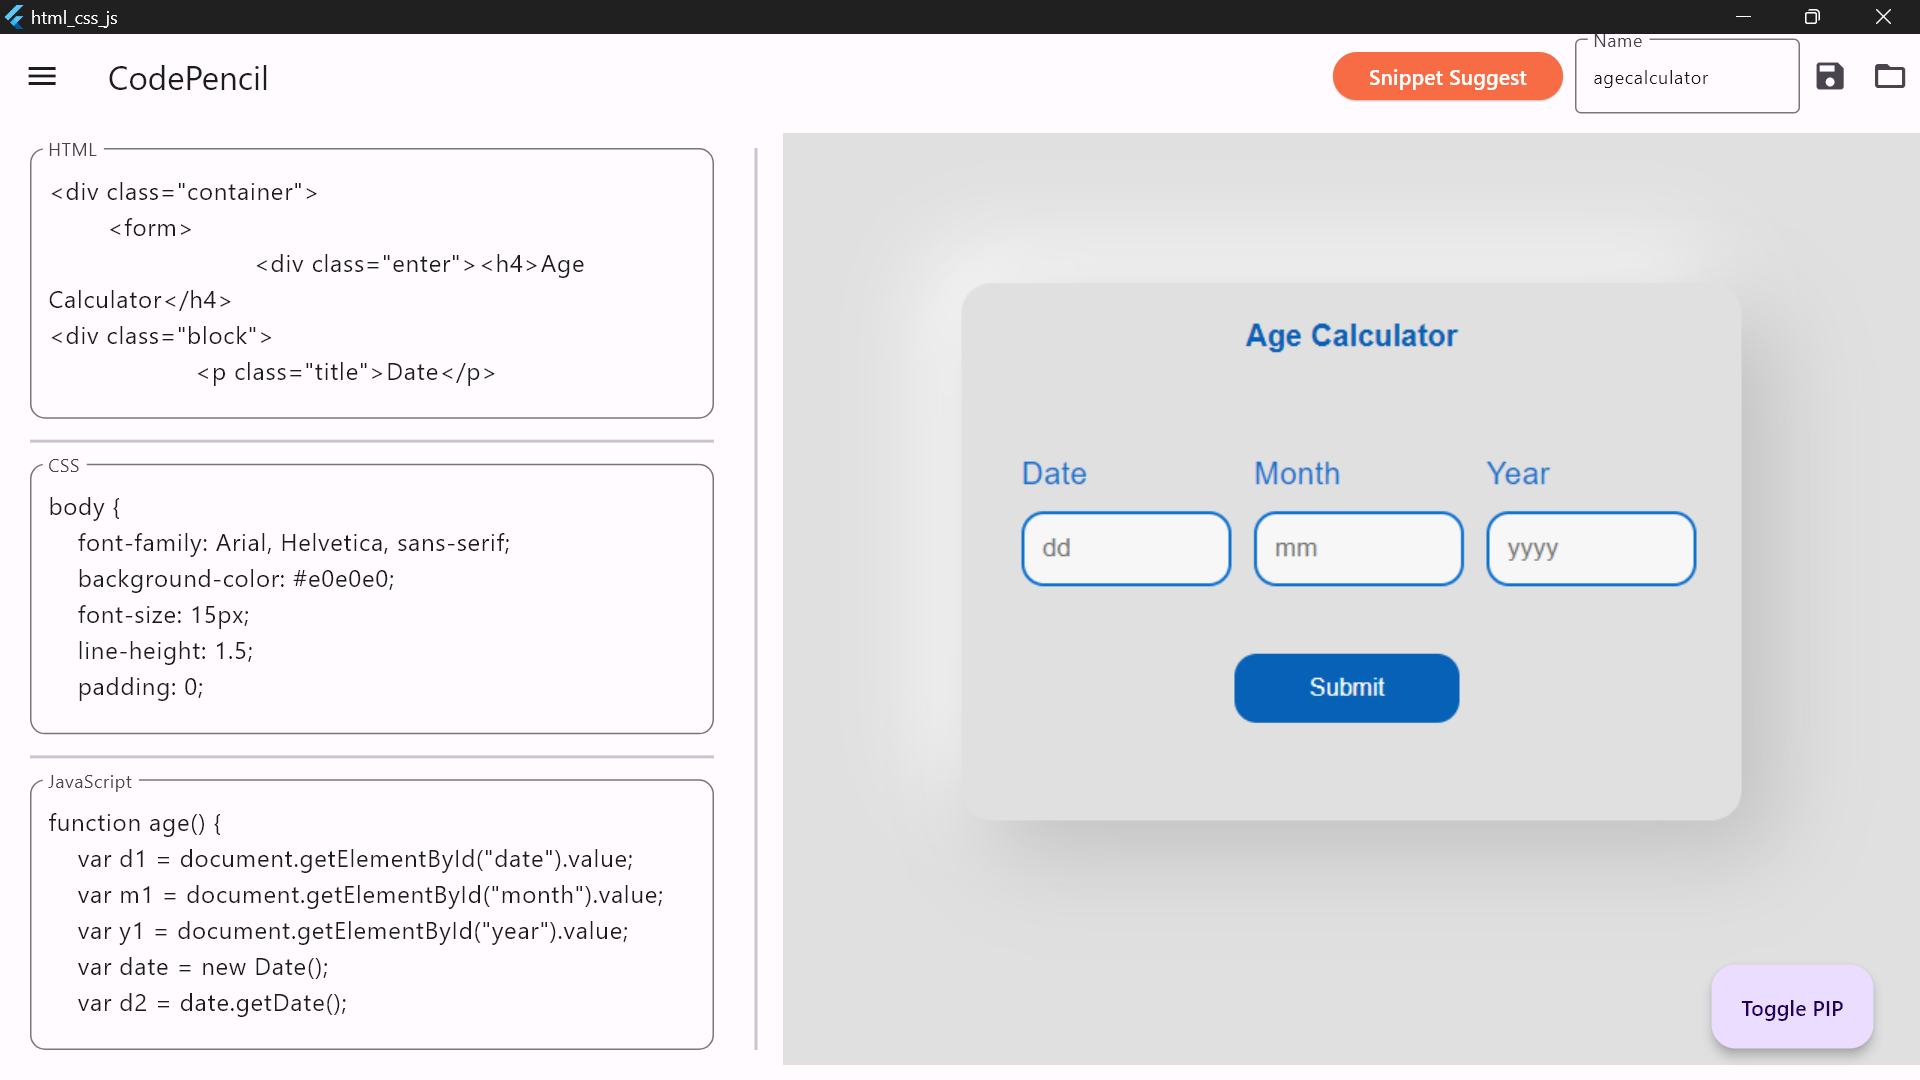 html_css_js
CodePencil
Snippet Suggest
Name
agecalculator
HTML
<div class="container">
<form>
<div class="enter"><h4>Age
Calculator</h4>
<div class="block">
<p class="title">Date</p>
CSS
body {
font-family: Arial, Helvetica, sans-serif;
background-color: #e0e0e0;
font-size: 15px;
line-height: 1.5;
padding: 0;
JavaScript
function age() {
var d1 = document.getElementById("date").value;
var m1 = document.getElementById("month").value;
var y1 = document.getElementById("year").value;
var date = new Date();
var d2 = date.getDate();
Age Calculator
Date Month Year
dd mm yyyy
Submit
Toggle PIP